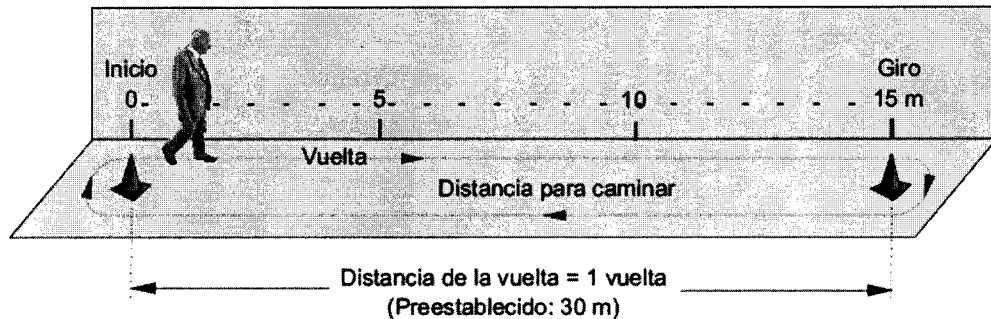 Inicio Giro
0 5 10 15 m
Vuelta
Distancia para caminar
Distancia de la vuelta = 1 vuelta
(Preestablecido: 30 m)